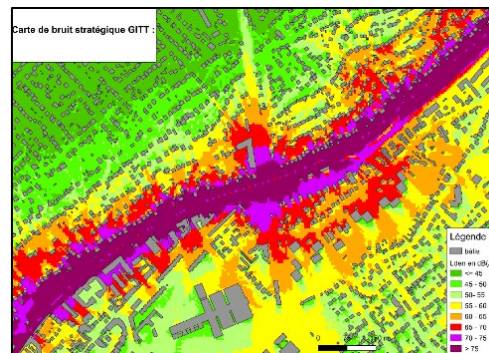 Carte de bruit stratégique GITT :
Légende
bâtis
Lden en dB(
<= 45
45 - 50
50- 55
55 - 60
60 - 65
65 - 70
70 - 75
> 75
0